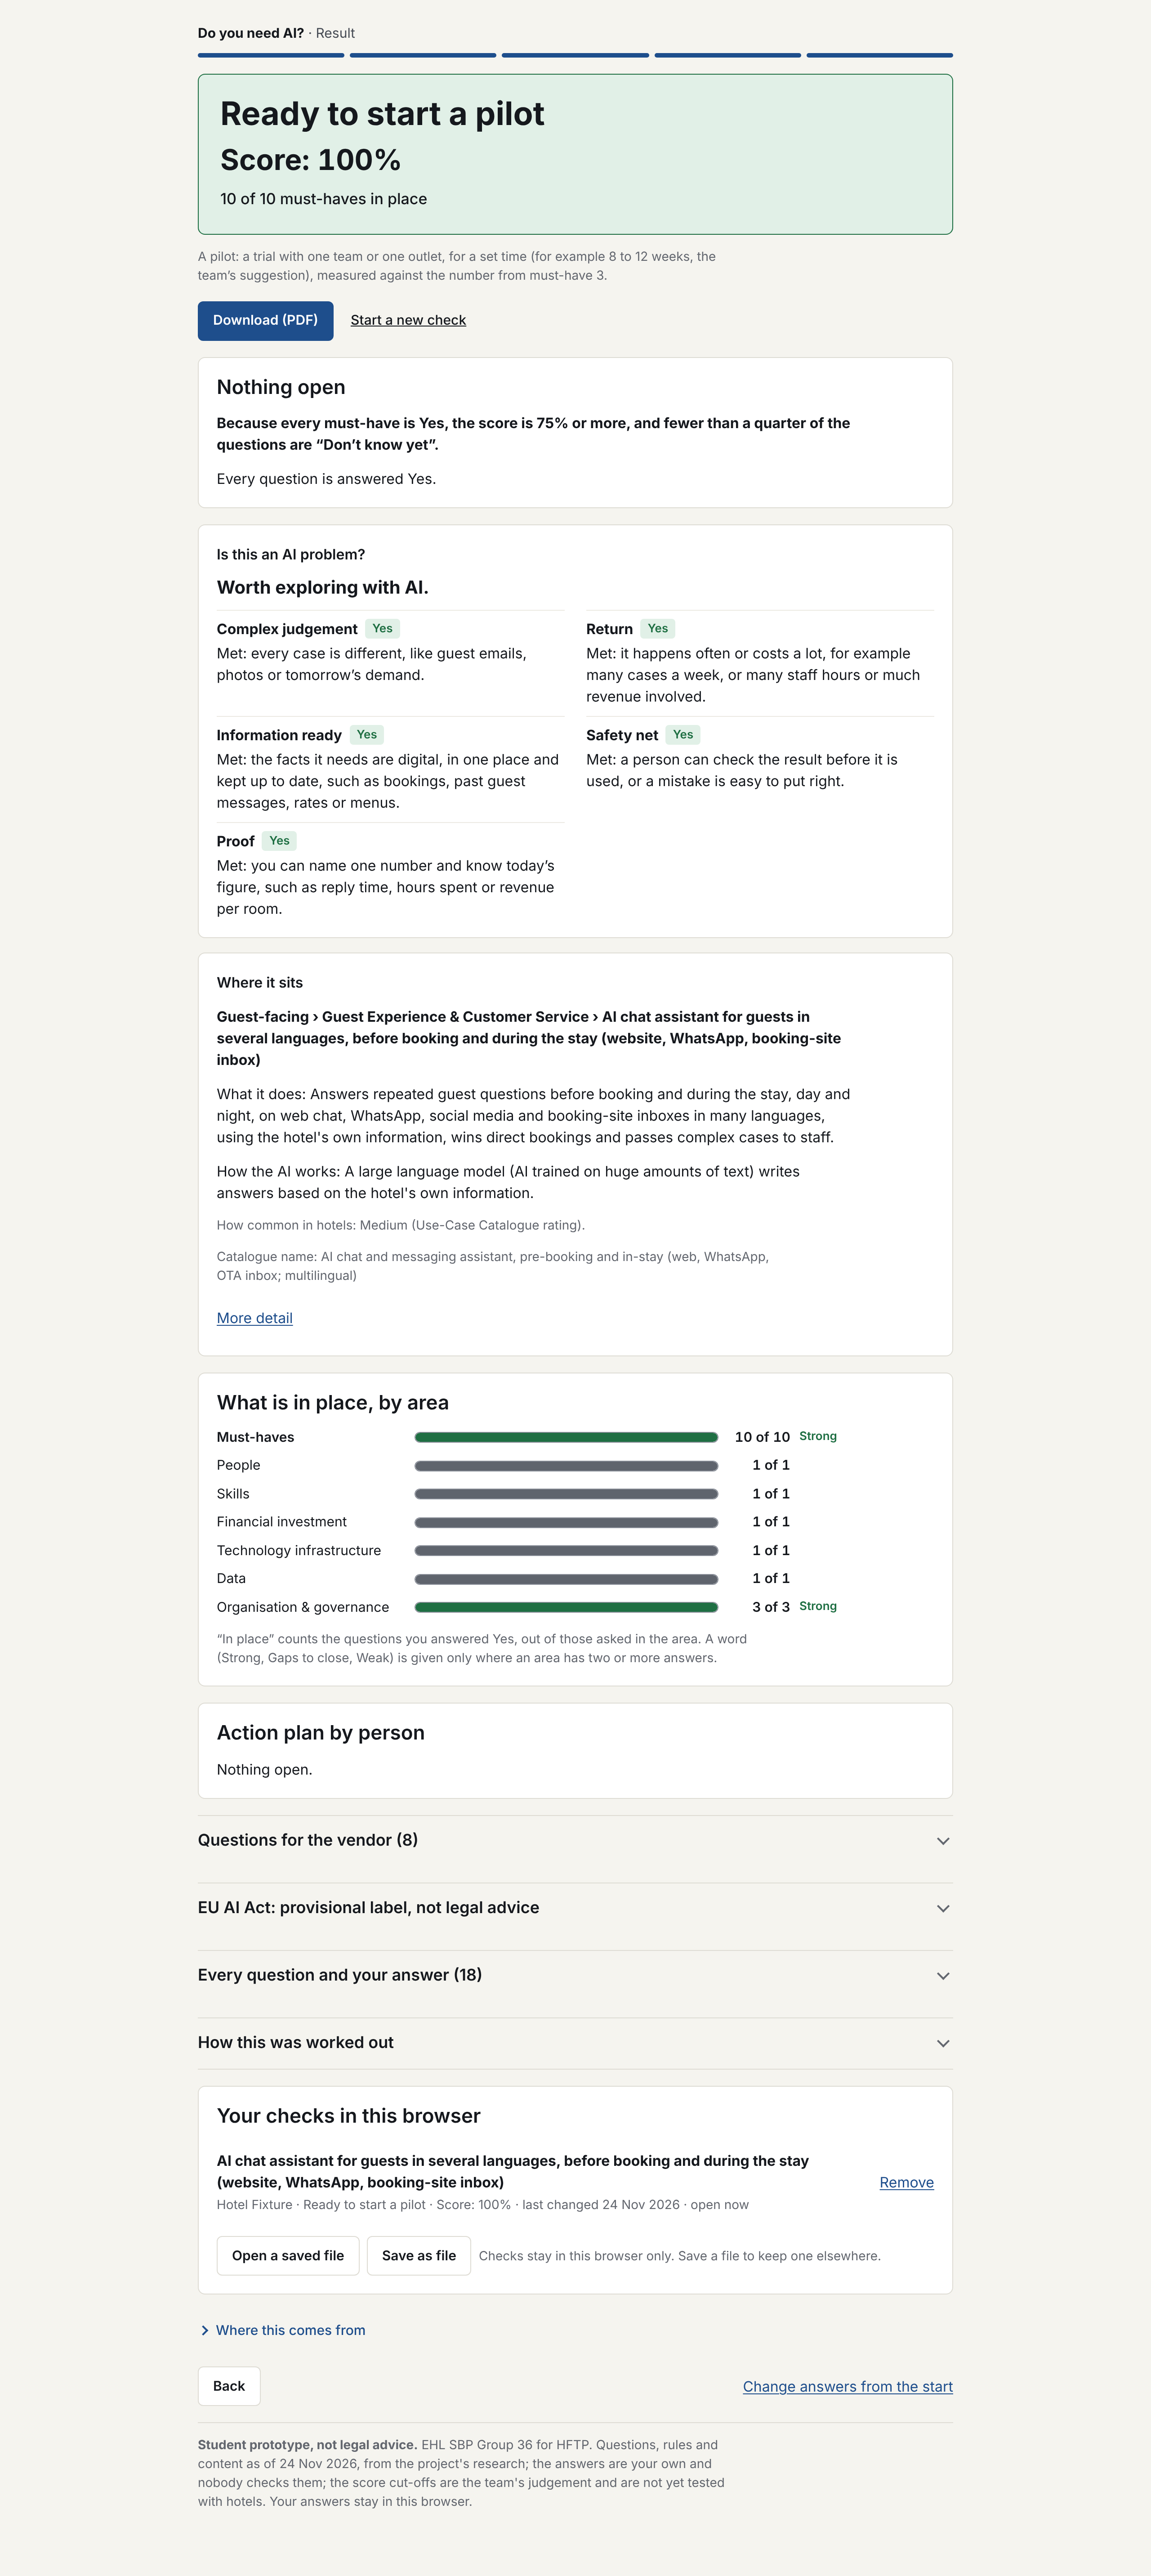 Do you need AI? · Result
Ready to start a pilot
Score: 100%
10 of 10 must-haves in place
A pilot: a trial with one team or one outlet, for a set time (for example 8 to 12 weeks, the
team’s suggestion), measured against the number from must-have 3.
Download (PDF)
Start a new check
Nothing open
Because every must-have is Yes, the score is 75% or more, and fewer than a quarter of the
questions are “Don’t know yet”.
Every question is answered Yes.
Is this an AI problem?
Worth exploring with AI.
Complex judgement Yes
Met: every case is different, like guest emails,
photos or tomorrow’s demand.
Return Yes
Met: it happens often or costs a lot, for example
many cases a week, or many staff hours or much
revenue involved.
Information ready Yes
Met: the facts it needs are digital, in one place and
kept up to date, such as bookings, past guest
messages, rates or menus.
Safety net Yes
Met: a person can check the result before it is
used, or a mistake is easy to put right.
Proof Yes
Met: you can name one number and know today’s
figure, such as reply time, hours spent or revenue
per room.
Where it sits
Guest-facing › Guest Experience & Customer Service › AI chat assistant for guests in
several languages, before booking and during the stay (website, WhatsApp, booking-site
inbox)
What it does: Answers repeated guest questions before booking and during the stay, day and
night, on web chat, WhatsApp, social media and booking-site inboxes in many languages,
using the hotel's own information, wins direct bookings and passes complex cases to staff.
How the AI works: A large language model (AI trained on huge amounts of text) writes
answers based on the hotel's own information.
How common in hotels: Medium (Use-Case Catalogue rating).
Catalogue name: AI chat and messaging assistant, pre-booking and in-stay (web, WhatsApp,
OTA inbox; multilingual)
More detail
What is in place, by area
Must-haves 10 of 10 Strong
People 1 of 1
Skills 1 of 1
Financial investment 1 of 1
Technology infrastructure 1 of 1
Data 1 of 1
Organisation & governance 3 of 3 Strong
“In place” counts the questions you answered Yes, out of those asked in the area. A word
(Strong, Gaps to close, Weak) is given only where an area has two or more answers.
Action plan by person
Nothing open.
Questions for the vendor (8)
EU AI Act: provisional label, not legal advice
Every question and your answer (18)
How this was worked out
Your checks in this browser
AI chat assistant for guests in several languages, before booking and during the stay
(website, WhatsApp, booking-site inbox)
Remove
Hotel Fixture · Ready to start a pilot · Score: 100% · last changed 24 Nov 2026 · open now
Open a saved file
Save as file
Checks stay in this browser only. Save a file to keep one elsewhere.
Where this comes from
Back
Change answers from the start
Student prototype, not legal advice. EHL SBP Group 36 for HFTP. Questions, rules and
content as of 24 Nov 2026, from the project's research; the answers are your own and
nobody checks them; the score cut-offs are the team's judgement and are not yet tested
with hotels. Your answers stay in this browser.